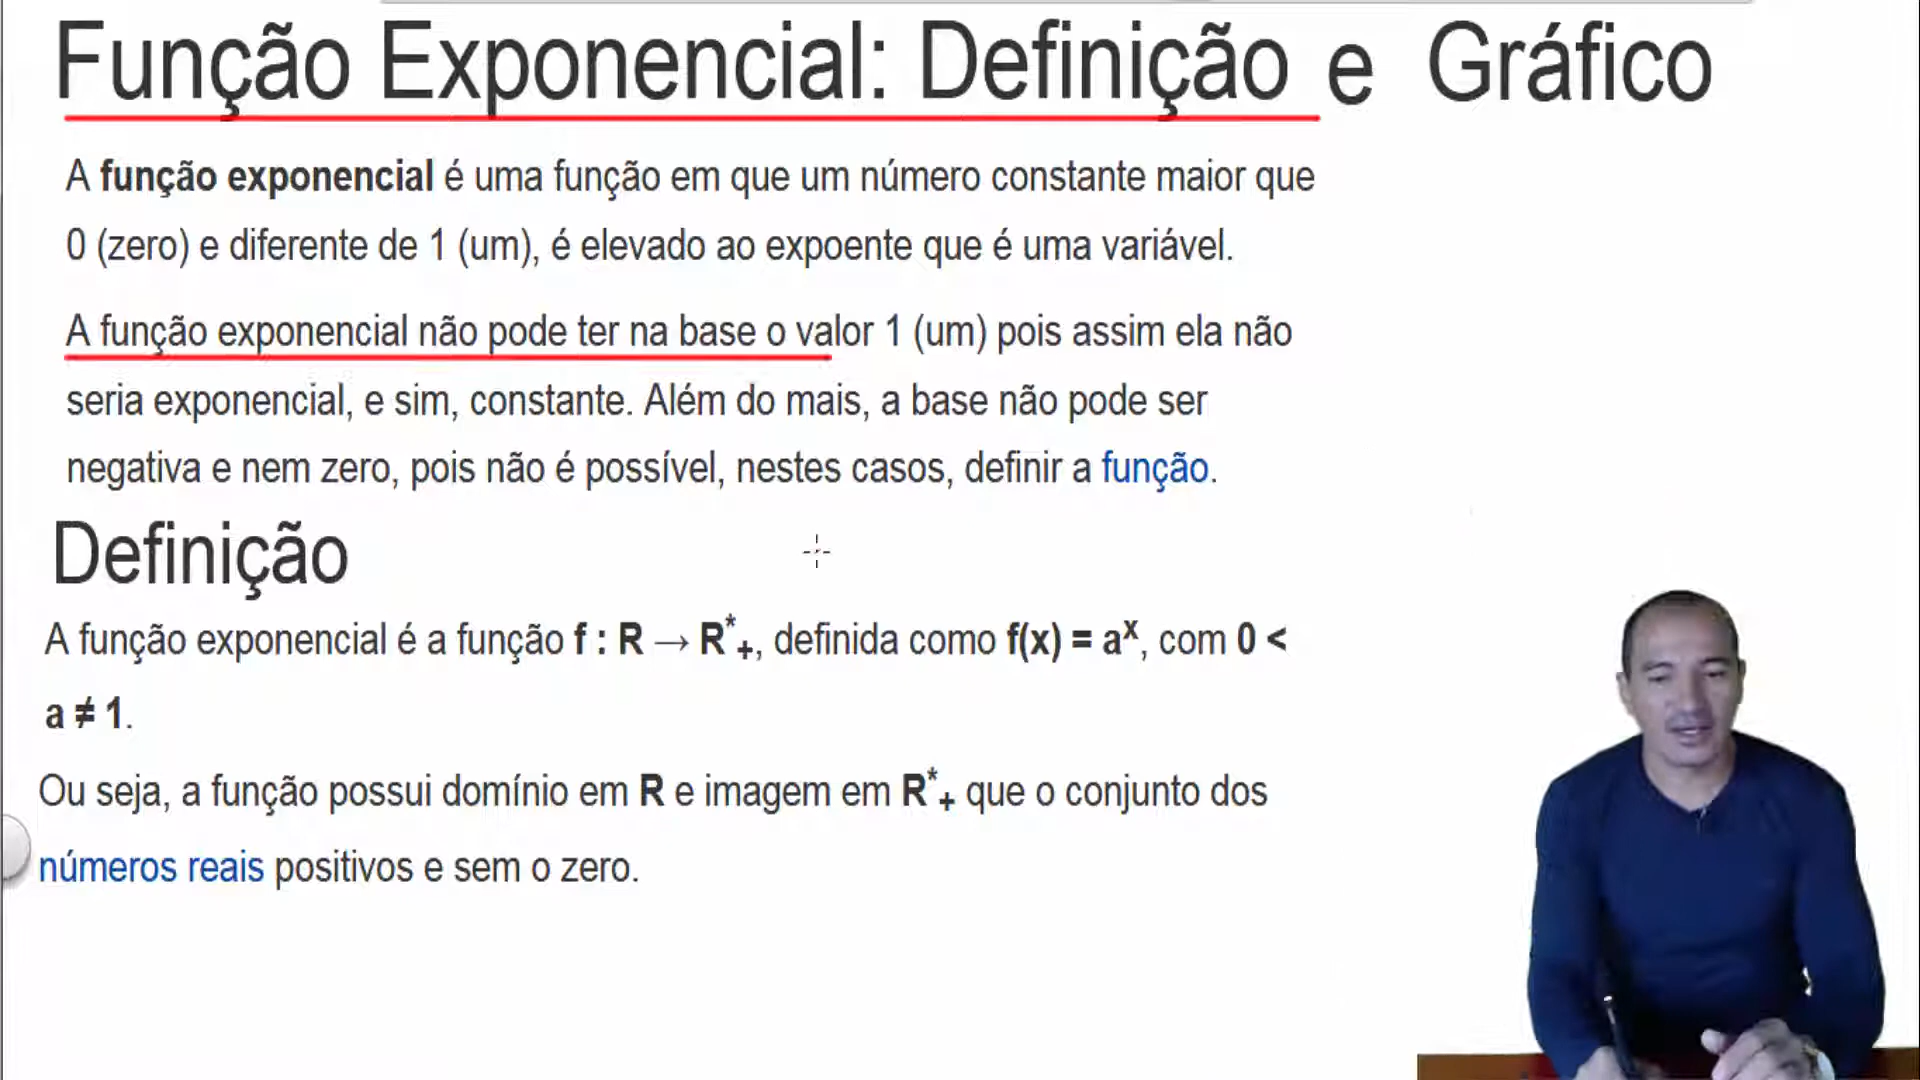 Função Exponencial: Definição e Gráfico
A função exponencial é uma função em que um número constante maior que
0 (zero) e diferente de 1 (um), é elevado ao expoente que é uma variável.
A função exponencial não pode ter na base o valor 1 (um) pois assim ela não
seria exponencial, e sim, constante. Além do mais, a base não pode ser
negativa e nem zero, pois não é possível, nestes casos, definir a função.
Definição
A função exponencial é a função f : R → R*₊, definida como f(x) = aˣ, com 0 <
a ≠ 1.
Ou seja, a função possui domínio em R e imagem em R*₊ que o conjunto dos
números reais positivos e sem o zero.